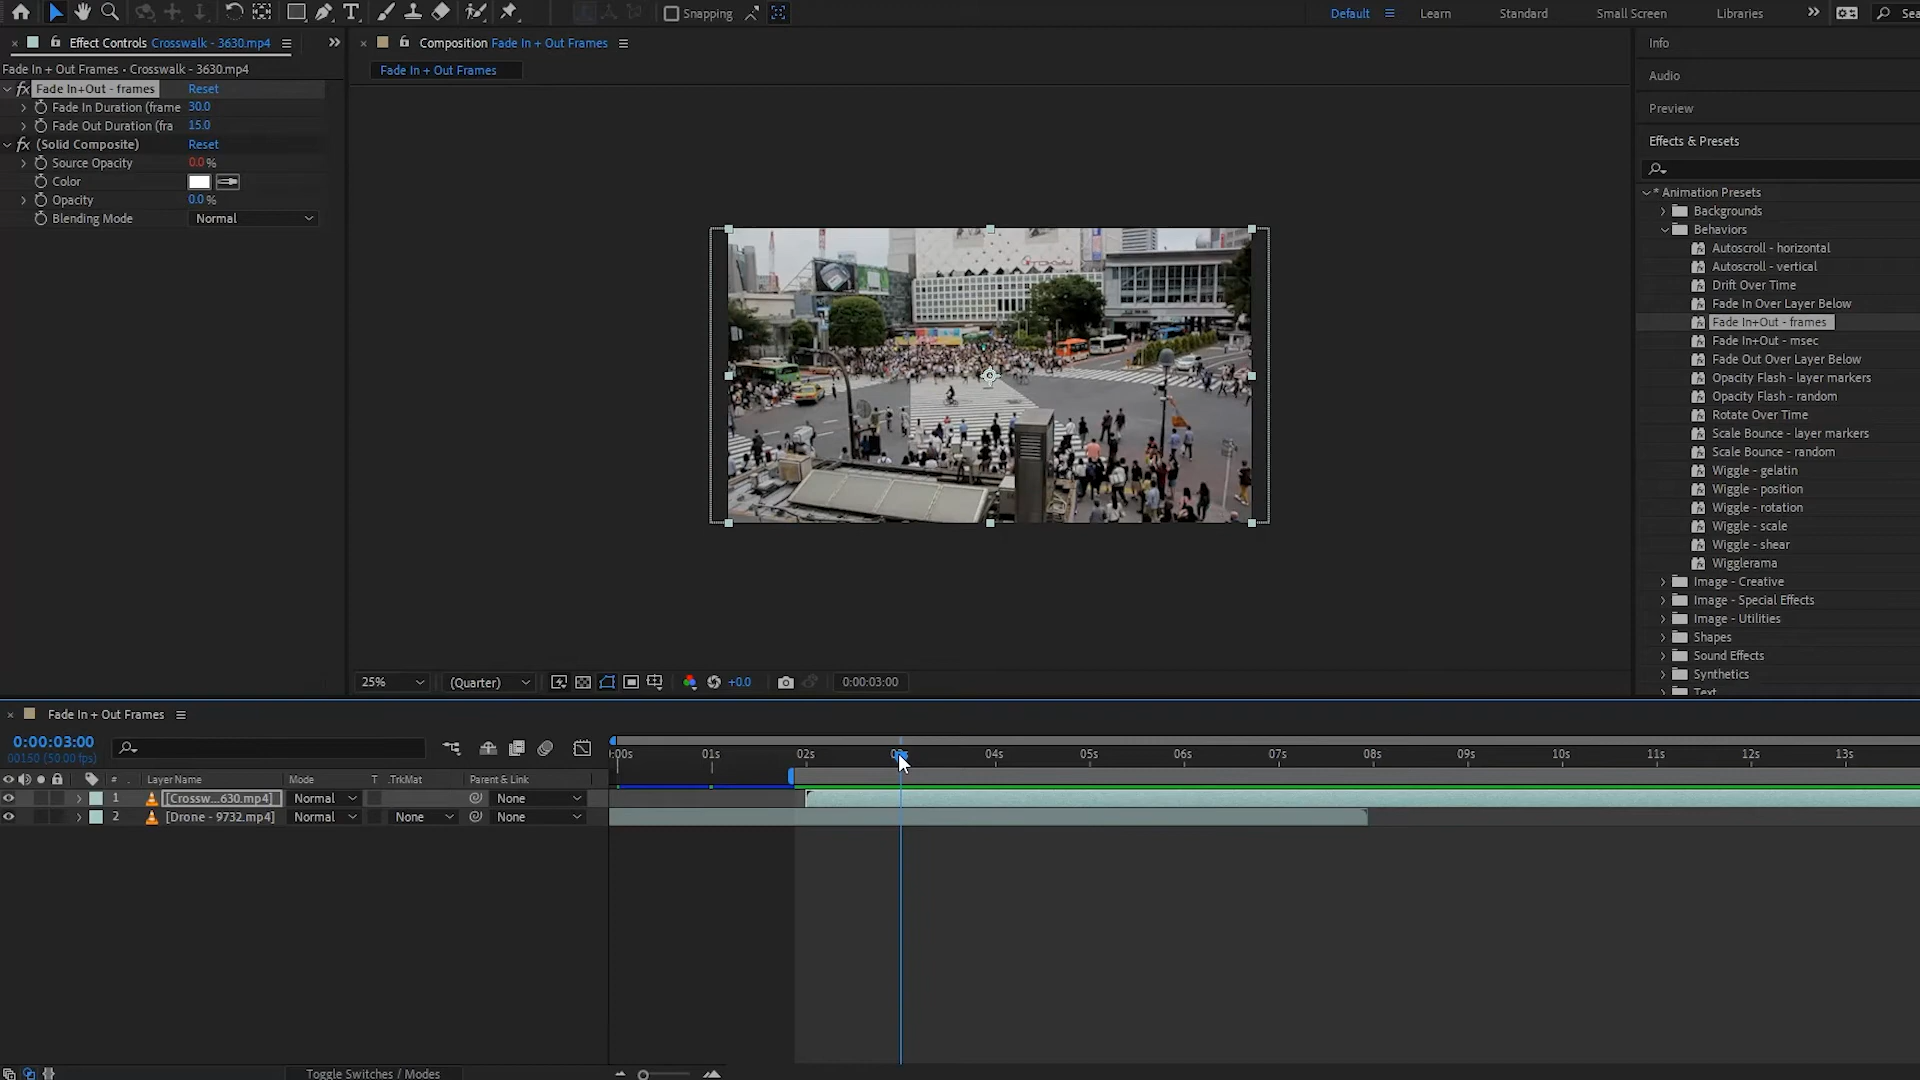 Snapping
Default
Learn
Standard
Small Screen
Libraries
Sea
Effect Controls Crosswalk - 3630.mp4
Composition Fade In + Out Frames
Info
Fade In + Out Frames • Crosswalk - 3630.mp4
Fade In + Out Frames
Audio
Fade In+Out - frames Reset
Fade In Duration (frame 30.0
Fade Out Duration (fra 15.0
(Solid Composite) Reset
Source Opacity 0.0 %
Color
Opacity 0.0 %
Blending Mode Normal
Preview
Effects & Presets
* Animation Presets
Backgrounds
Behaviors
Autoscroll - horizontal
Autoscroll - vertical
Drift Over Time
Fade In Over Layer Below
Fade In+Out - frames
Fade In+Out - msec
Fade Out Over Layer Below
Opacity Flash - layer markers
Opacity Flash - random
Rotate Over Time
Scale Bounce - layer markers
Scale Bounce - random
Wiggle - gelatin
Wiggle - position
Wiggle - rotation
Wiggle - scale
Wiggle - shear
Wigglerama
Image - Creative
Image - Special Effects
Image - Utilities
Shapes
Sound Effects
Synthetics
Text
25% (Quarter) +0.0 0:00:03:00
Fade In + Out Frames
0:00:03:00
00150 (50.00 fps)
:00s 01s 02s 03s 04s 05s 06s 07s 08s 09s 10s 11s 12s 13s
# Layer Name Mode T .TrkMat Parent & Link
1 [Crossw...630.mp4] Normal None
2 [Drone - 9732.mp4] Normal None None
Toggle Switches / Modes